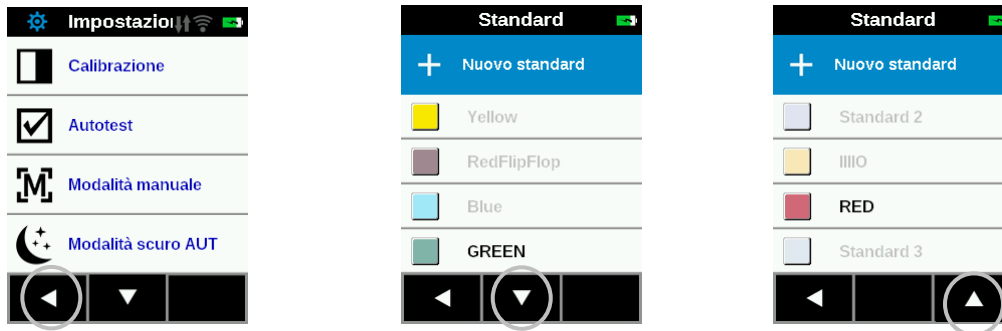 Impostazioı
Calibrazione
Autotest
Modalità manuale
Modalità scuro AUT
Standard
Nuovo standard
Yellow
RedFlipFlop
Blue
GREEN
Standard
Nuovo standard
Standard 2
IIIIO
RED
Standard 3